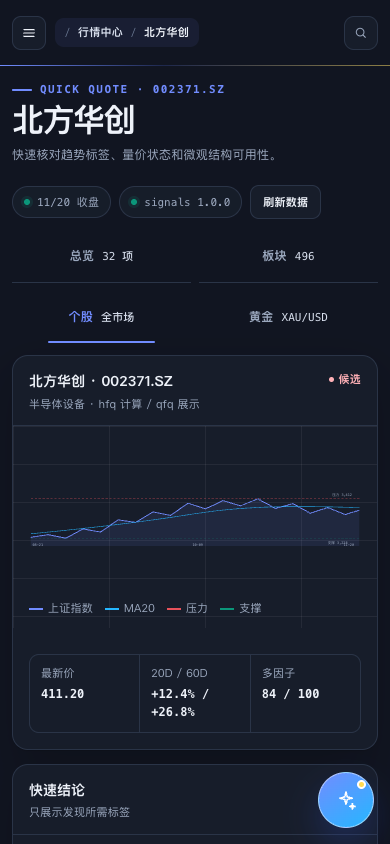 / 行情中心 / 北方华创
QUICK QUOTE · 002371.SZ
北方华创
快速核对趋势标签、量价状态和微观结构可用性。
11/20 收盘
signals 1.0.0
刷新数据
总览 32 项
板块 496
个股 全市场
黄金 XAU/USD
北方华创 · 002371.SZ
候选
半导体设备 · hfq 计算 / qfq 展示
上证指数
MA20
压力
支撑
最新价
411.20
20D / 60D
+12.4% /
+26.8%
多因子
84 / 100
快速结论
只展示发现所需标签